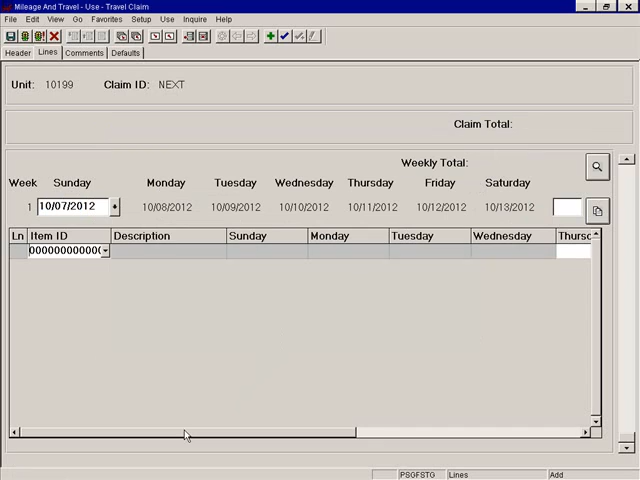 Mileage And Travel - Use - Travel Claim
File Edit View Go Favorites Setup Use Inquire Help
Header Lines Comments Defaults
Unit: 10199 Claim ID: NEXT
Claim Total:
Weekly Total:
Week Sunday Monday Tuesday Wednesday Thursday Friday Saturday
1 10/07/2012 10/08/2012 10/09/2012 10/10/2012 10/11/2012 10/12/2012 10/13/2012
Ln Item ID Description Sunday Monday Tuesday Wednesday Thursc
000000000000
PSGFSTG Lines Add